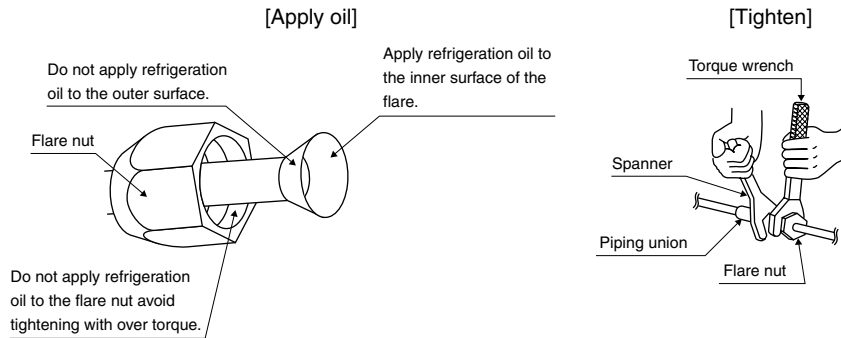 [Apply oil]
Do not apply refrigeration
oil to the outer surface.
Apply refrigeration oil to
the inner surface of the
flare.
Flare nut
Do not apply refrigeration
oil to the flare nut avoid
tightening with over torque.
[Tighten]
Torque wrench
Spanner
Piping union
Flare nut